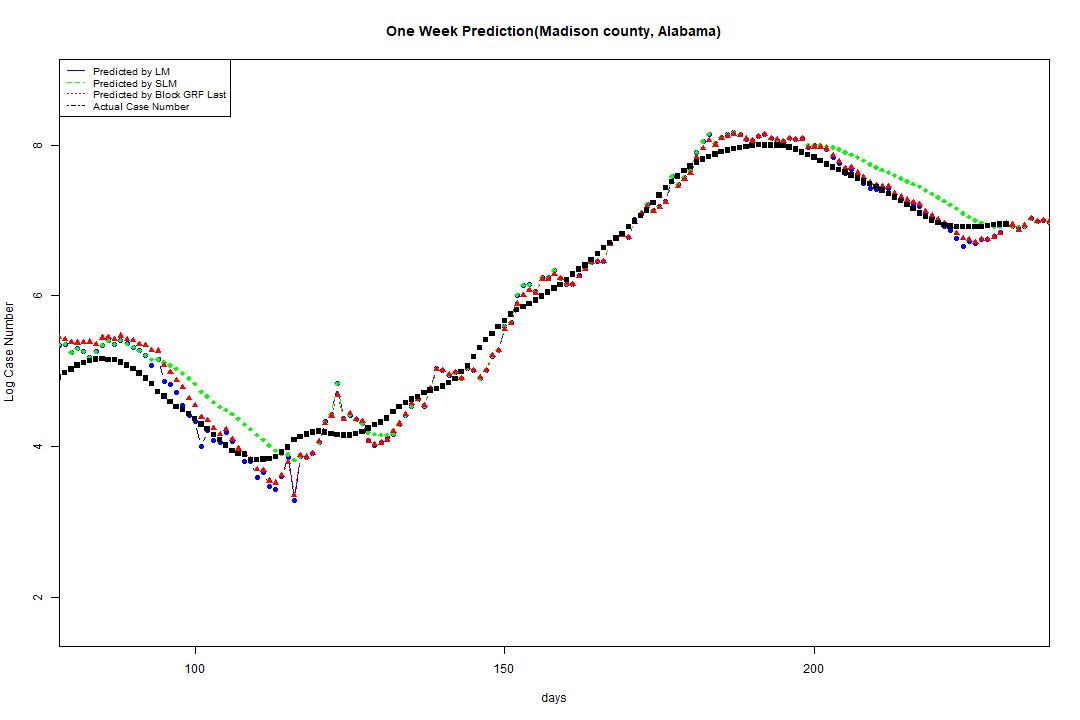 One Week Prediction(Madison county, Alabama)
Predicted by LM
Predicted by SLM
Predicted by Block GRF Last
Actual Case Number
8
6
4
2
Log Case Number
100 150 200
days